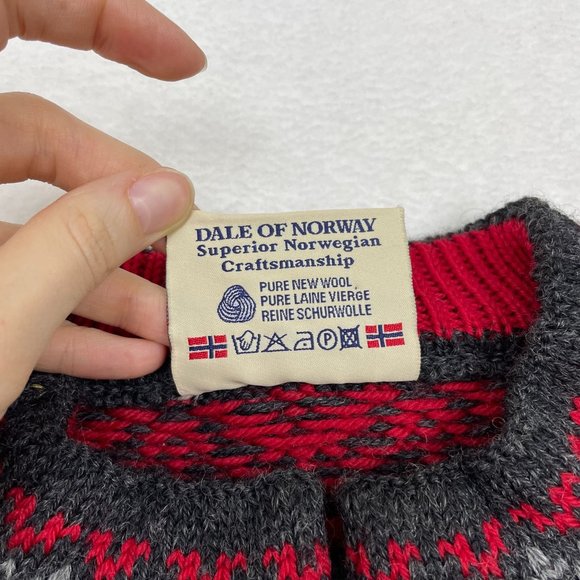 DALE OF NORWAY
Superior Norwegian
Craftsmanship
PURE NEW WOOL
PURE LAINE VIERGE
REINE SCHURWOLLE
P